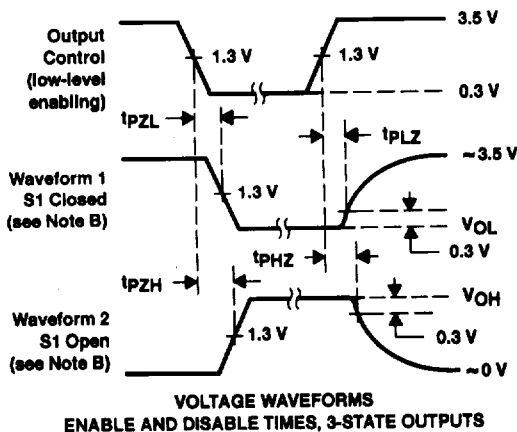 Output
Control
(low-level
enabling)
1.3 V
1.3 V
3.5 V
0.3 V
tPZL
tPLZ
Waveform 1
S1 Closed
(see Note B)
1.3 V
~3.5 V
VOL
0.3 V
tPZH
tPHZ
Waveform 2
S1 Open
(see Note B)
1.3 V
VOH
0.3 V
~0 V
VOLTAGE WAVEFORMS
ENABLE AND DISABLE TIMES, 3-STATE OUTPUTS